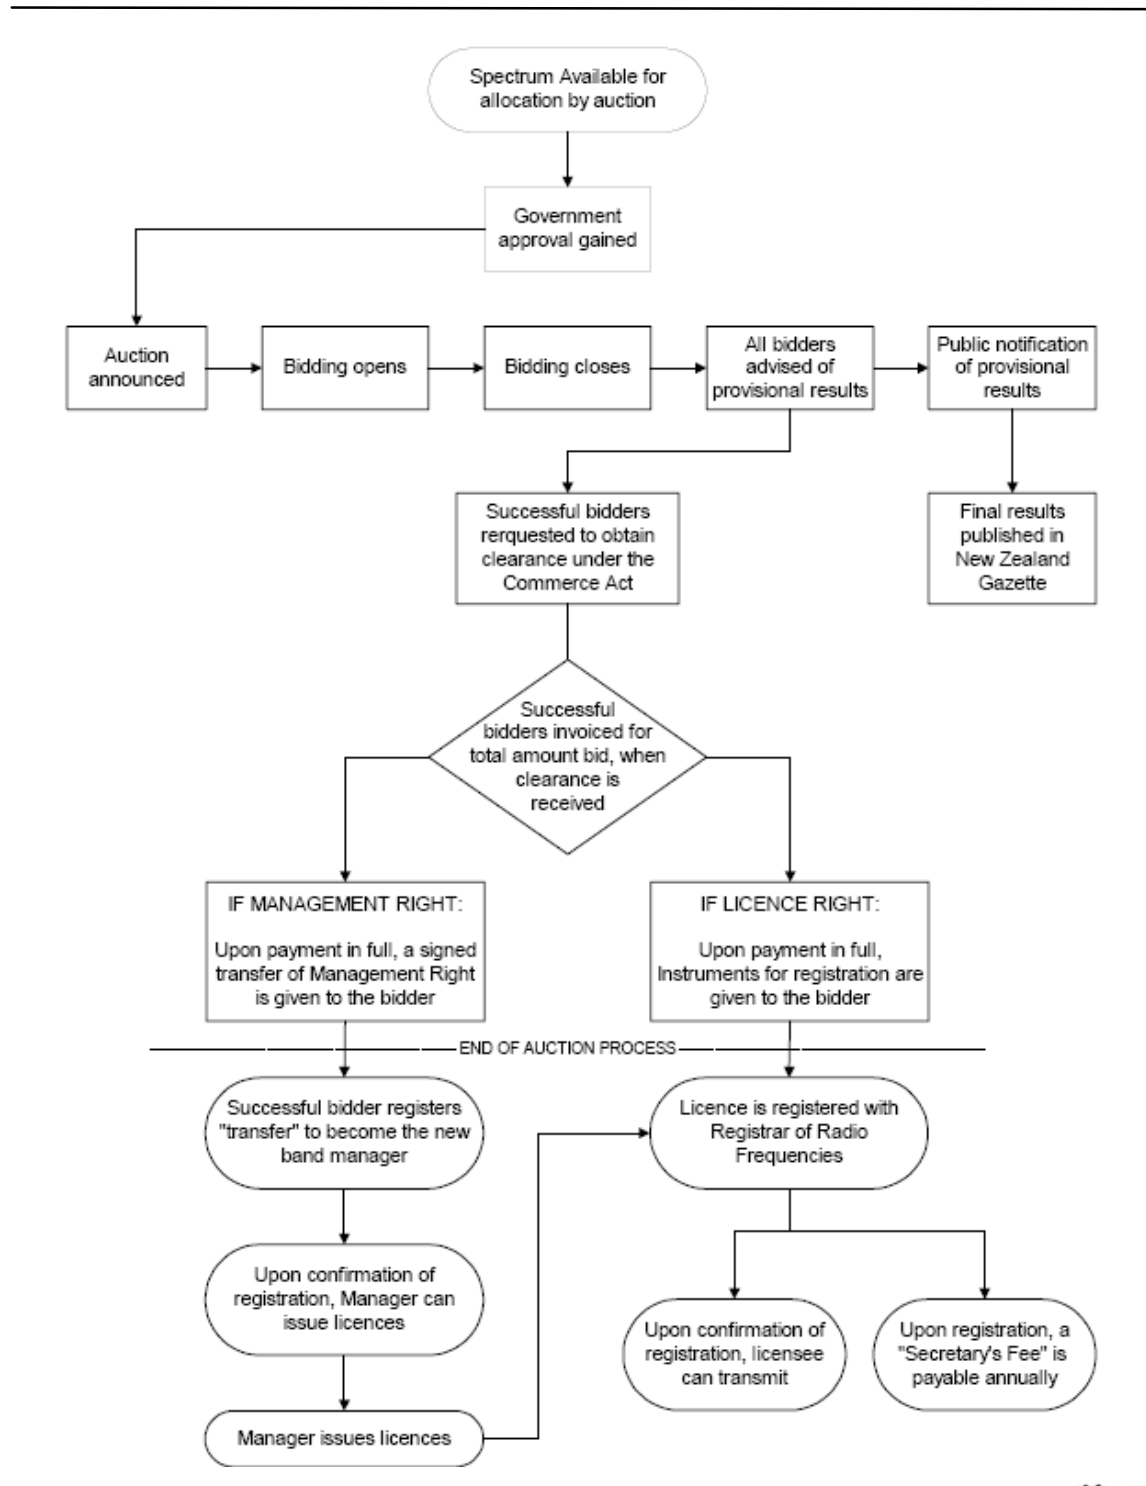 Spectrum Available for
allocation by auction
Government
approval gained
Auction
announced
Bidding opens
Bidding closes
All bidders
advised of
provisional results
Public notification
of provisional
results
Successful bidders
rerquested to obtain
clearance under the
Commerce Act
Final results
published in
New Zealand
Gazette
Successful
bidders invoiced for
total amount bid, when
clearance is
received
IF MANAGEMENT RIGHT:
Upon payment in full, a signed
transfer of Management Right
is given to the bidder
IF LICENCE RIGHT:
Upon payment in full,
Instruments for registration are
given to the bidder
END OF AUCTION PROCESS
Successful bidder registers
"transfer" to become the new
band manager
Licence is registered with
Registrar of Radio
Frequencies
Upon confirmation of
registration, Manager can
issue licences
Upon confirmation of
registration, licensee
can transmit
Upon registration, a
"Secretary's Fee" is
payable annually
Manager issues licences